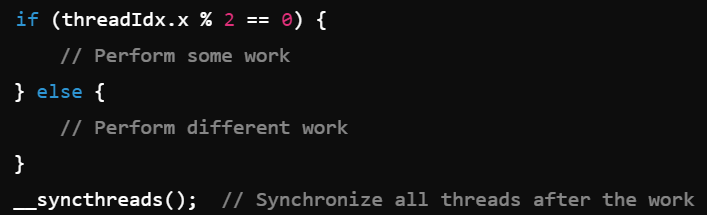 if (threadIdx.x % 2 == 0) {
    // Perform some work
} else {
    // Perform different work
}
__syncthreads();  // Synchronize all threads after the work